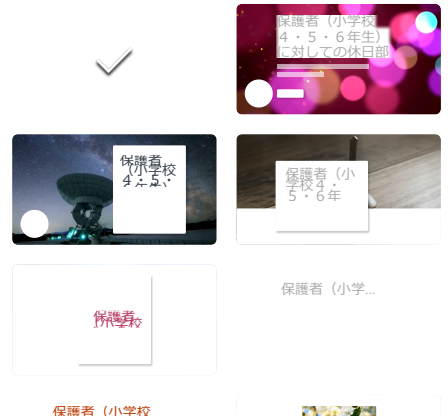 保護者（小学校
４・５・６年生）
に対しての休日部
保護者
（小学校
４・５・
保護者（小
学校４・
５・６年
保護者
（小学校
保護者（小学...
保護者（小学校